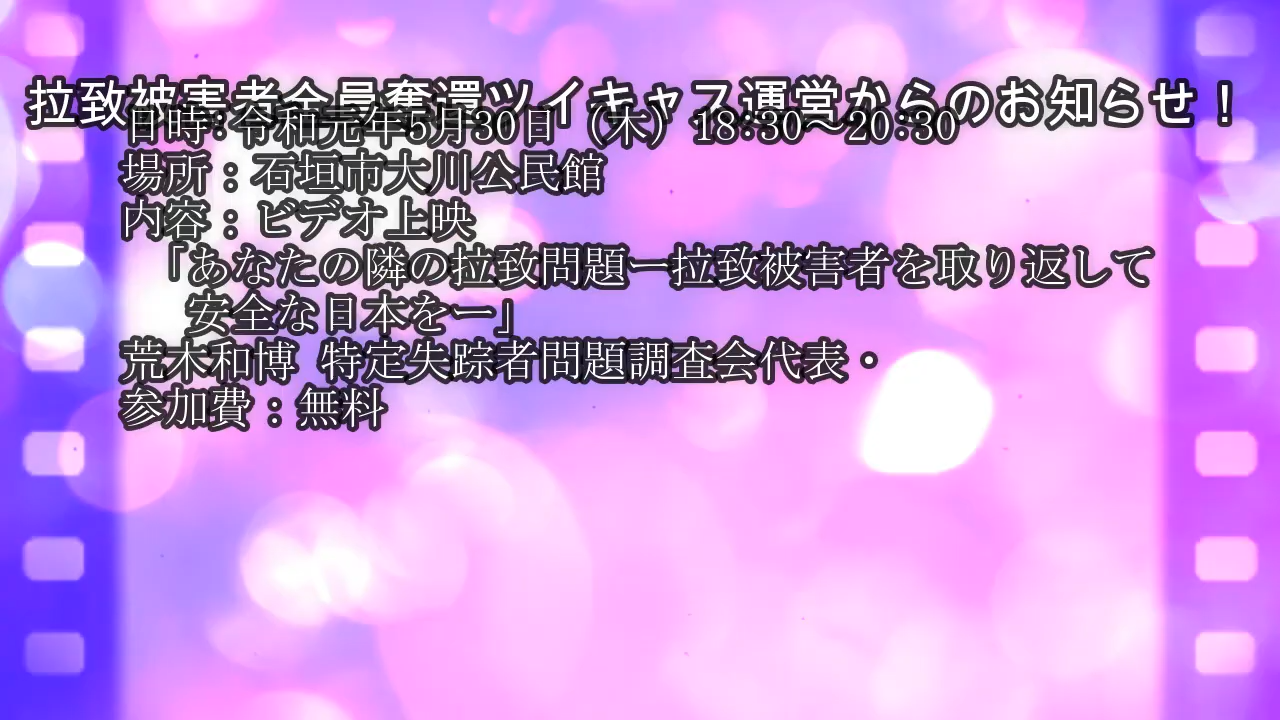 拉致被害者全員奪還ツイキャス運営からのお知らせ！
日時：令和元年5月30日（木）18：30～20：30
場所：石垣市大川公民館
内容：ビデオ上映
「あなたの隣の拉致問題ー拉致被害者を取り返して
安全な日本をー」
荒木和博 特定失踪者問題調査会代表・
参加費：無料